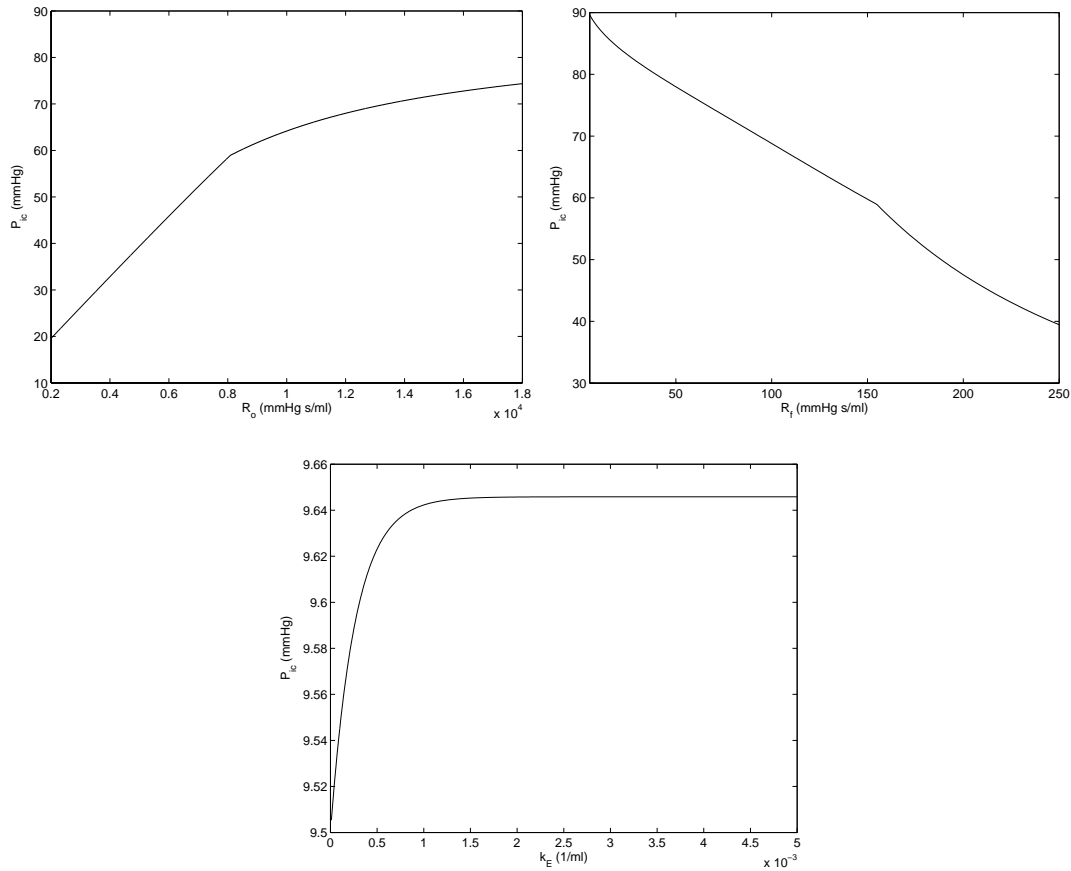 90
80
70
60
50
40
30
20
10
P_ic (mmHg)
0.2 0.4 0.6 0.8 1 1.2 1.4 1.6 1.8
R_o (mmHg s/ml)
x 10^4
90
80
70
60
50
40
30
P_ic (mmHg)
50 100 150 200 250
R_f (mmHg s/ml)
9.66
9.64
9.62
9.6
9.58
9.56
9.54
9.52
9.5
P_ic (mmHg)
0 0.5 1 1.5 2 2.5 3 3.5 4 4.5 5
k_E (1/ml)
x 10^−3